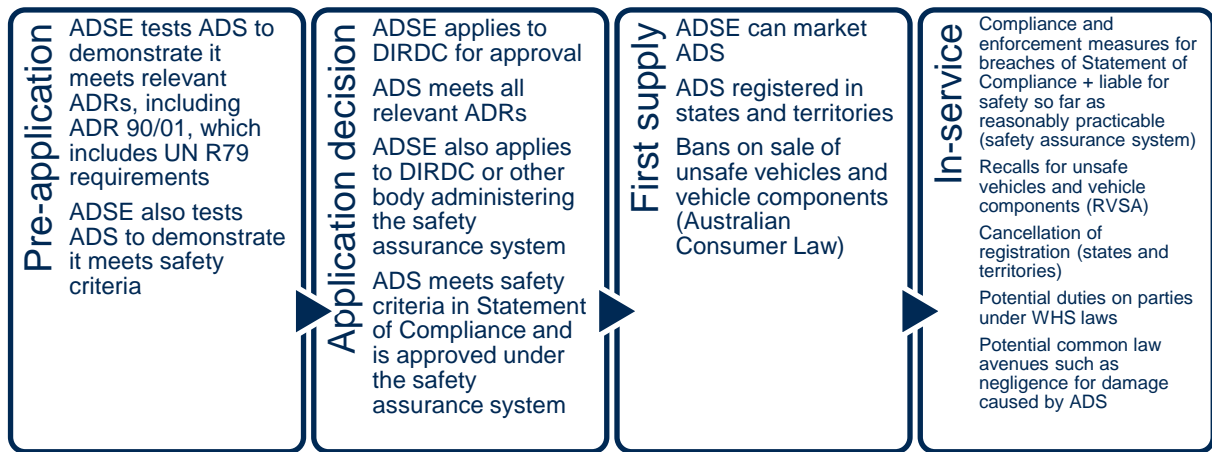 Pre-application
ADSE tests ADS to
demonstrate it
meets relevant
ADRs, including
ADR 90/01, which
includes UN R79
requirements
ADSE also tests
ADS to demonstrate
it meets safety
criteria
Application decision
ADSE applies to
DIRDC for approval
ADS meets all
relevant ADRs
ADSE also applies
to DIRDC or other
body administering
the safety
assurance system
ADS meets safety
criteria in Statement
of Compliance and
is approved under
the safety
assurance system
First supply
ADSE can market
ADS
ADS registered in
states and territories
Bans on sale of
unsafe vehicles and
vehicle components
(Australian
Consumer Law)
In-service
Compliance and
enforcement measures for
breaches of Statement of
Compliance + liable for
safety so far as
reasonably practicable
(safety assurance system)
Recalls for unsafe
vehicles and vehicle
components (RVSA)
Cancellation of
registration (states and
territories)
Potential duties on parties
under WHS laws
Potential common law
avenues such as
negligence for damage
caused by ADS